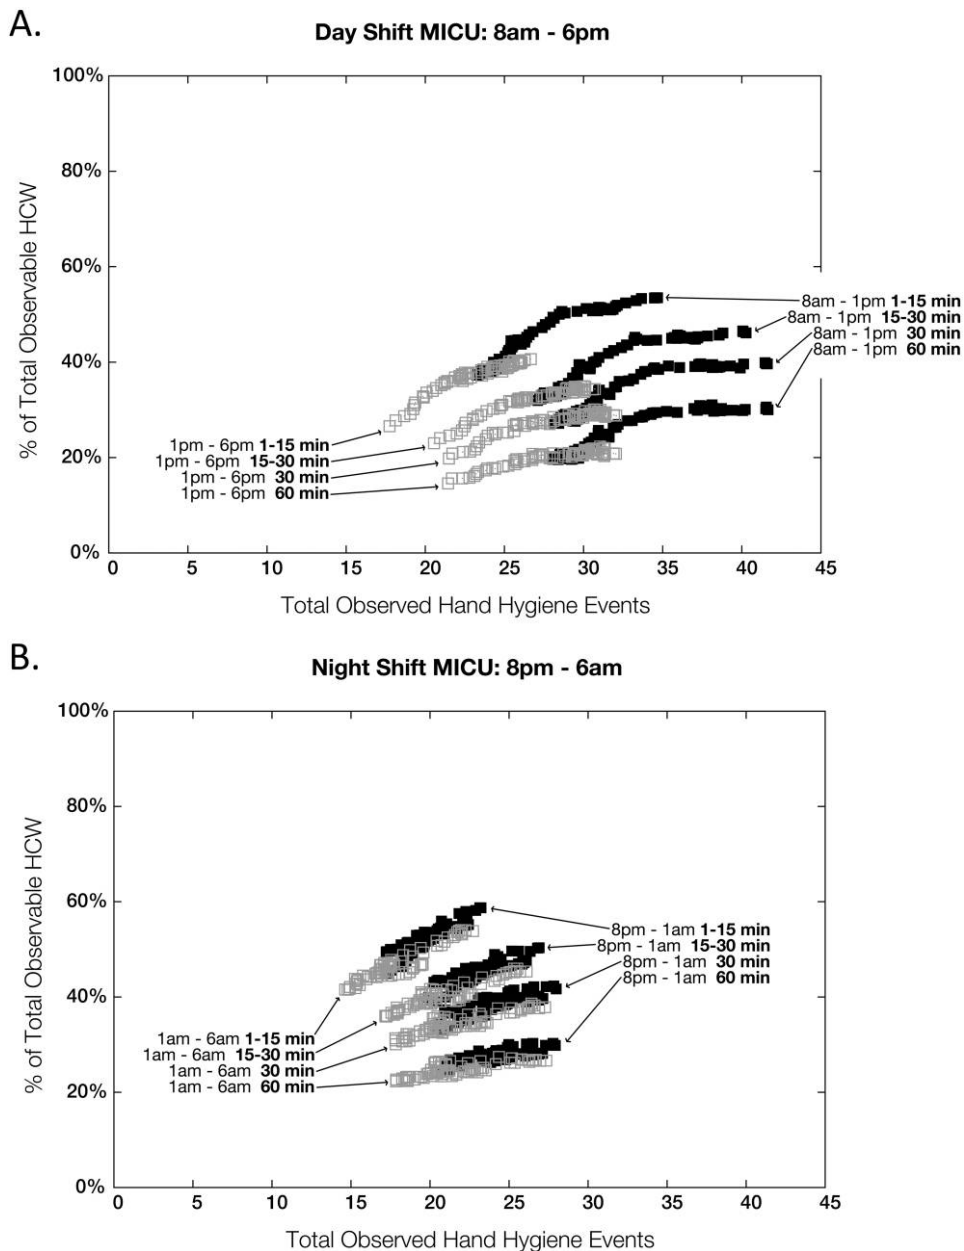 A.
Day Shift MICU: 8am - 6pm
100%
80%
60%
40%
20%
0%
% of Total Observable HCW
8am - 1pm 1-15 min
8am - 1pm 15-30 min
8am - 1pm 30 min
8am - 1pm 60 min
1pm - 6pm 1-15 min
1pm - 6pm 15-30 min
1pm - 6pm 30 min
1pm - 6pm 60 min
0 5 10 15 20 25 30 35 40 45
Total Observed Hand Hygiene Events
B.
Night Shift MICU: 8pm - 6am
100%
80%
60%
40%
20%
0%
% of Total Observable HCW
8pm - 1am 1-15 min
8pm - 1am 15-30 min
8pm - 1am 30 min
8pm - 1am 60 min
1am - 6am 1-15 min
1am - 6am 15-30 min
1am - 6am 30 min
1am - 6am 60 min
0 5 10 15 20 25 30 35 40 45
Total Observed Hand Hygiene Events